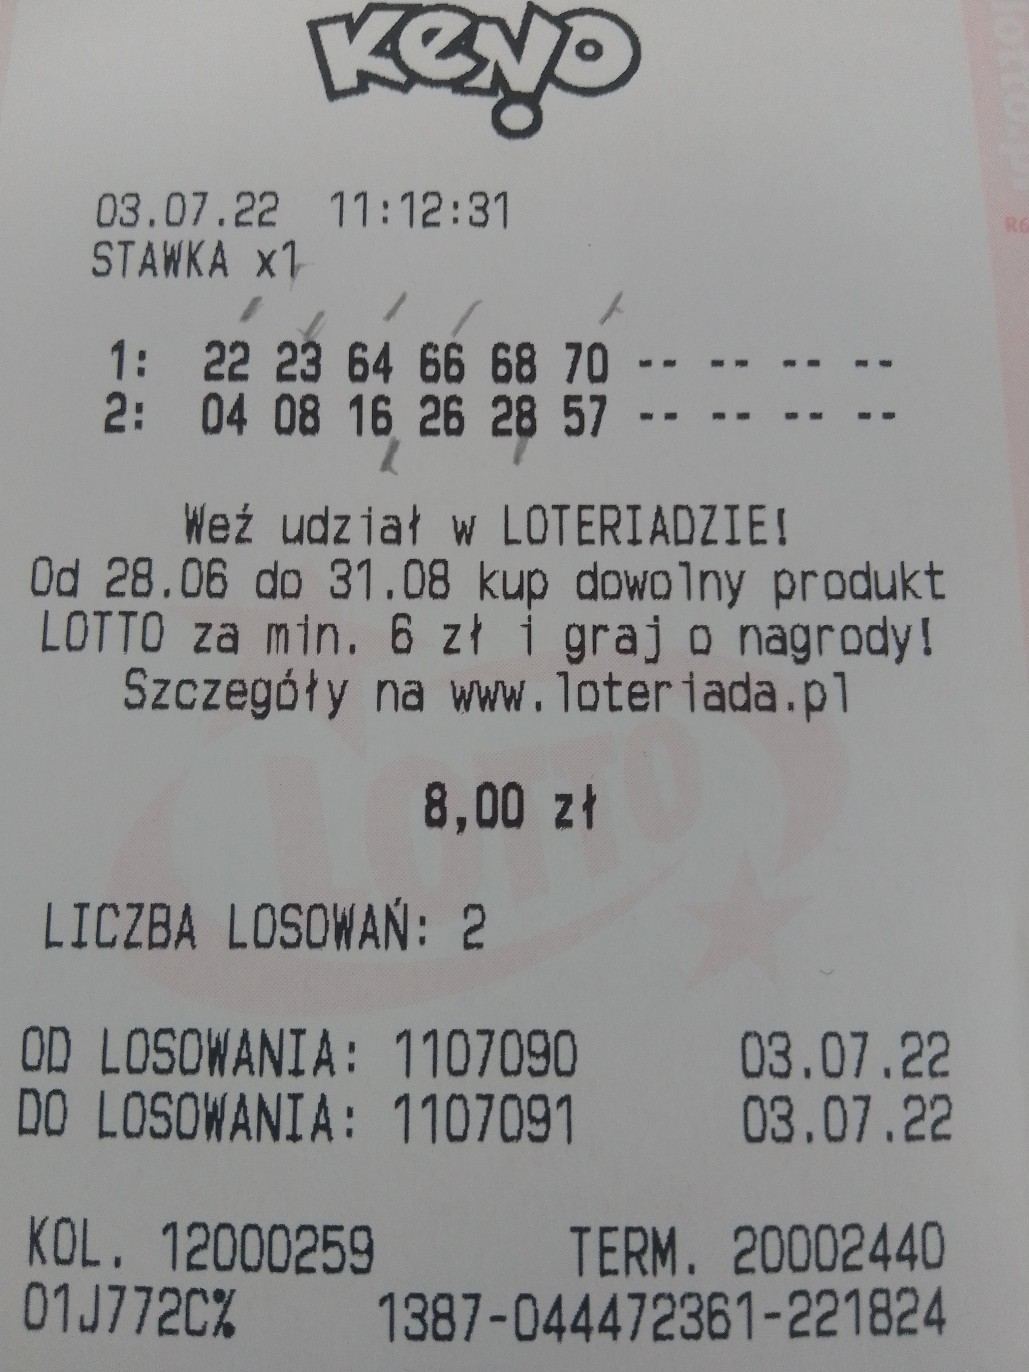 KENO
03.07.22 11:12:31
STAWKA x1
1: 22 23 64 66 68 70 -- -- -- --
2: 04 08 16 26 28 57 -- -- -- --
Weź udział w LOTERIADZIE!
Od 28.06 do 31.08 kup dowolny produkt
LOTTO za min. 6 zł i graj o nagrody!
Szczegóły na www.loteriada.pl
8,00 zł
LOTTO
LICZBA LOSOWAŃ: 2
OD LOSOWANIA: 1107090 03.07.22
DO LOSOWANIA: 1107091 03.07.22
KOL. 12000259 TERM. 20002440
01J772C% 1387-044472361-221824